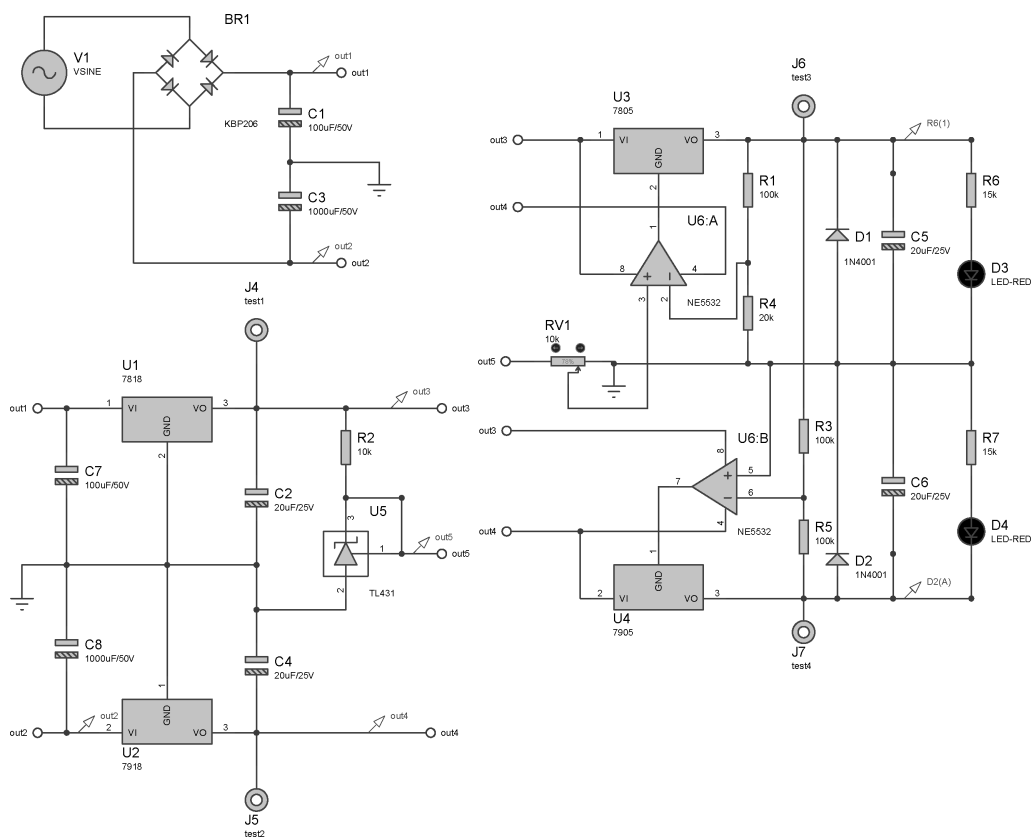 BR1
V1
VSINE
KBP206
out1
out1
C1
100uF/50V
C3
1000uF/50V
out2
out2
J4
test1
U1
7818
out1
1
VI
VO
3
GND
2
out3
out3
C7
100uF/50V
C2
20uF/25V
R2
10k
U5
3
1
2
TL431
out5
out5
C8
1000uF/50V
C4
20uF/25V
1
GND
out2
out2
2
VI
VO
3
U2
7918
out4
out4
J5
test2
J6
test3
U3
7805
out3
1
VI
VO
3
GND
2
R6(1)
out4
R1
100k
R6
15k
U6:A
1
8
4
3
2
NE5532
D1
1N4001
C5
20uF/25V
D3
LED-RED
R4
20k
RV1
10k
79%
out5
out3
U6:B
8
7
5
6
4
NE5532
R3
100k
R7
15k
C6
20uF/25V
out4
R5
100k
D4
LED-RED
D2
1N4001
1
GND
2
VI
VO
3
U4
7905
D2(A)
J7
test4